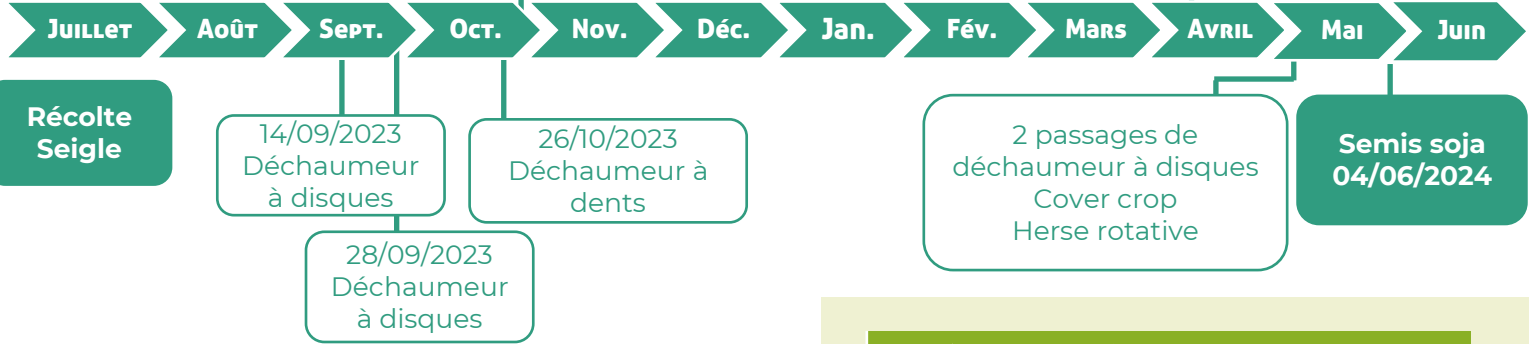 Juillet Août Sept. Oct. Nov. Déc. Jan. Fév. Mars Avril Mai Juin
Récolte
Seigle
14/09/2023
Déchaumeur
à disques
28/09/2023
Déchaumeur
à disques
26/10/2023
Déchaumeur à
dents
2 passages de
déchaumeur à disques
Cover crop
Herse rotative
Semis soja
04/06/2024